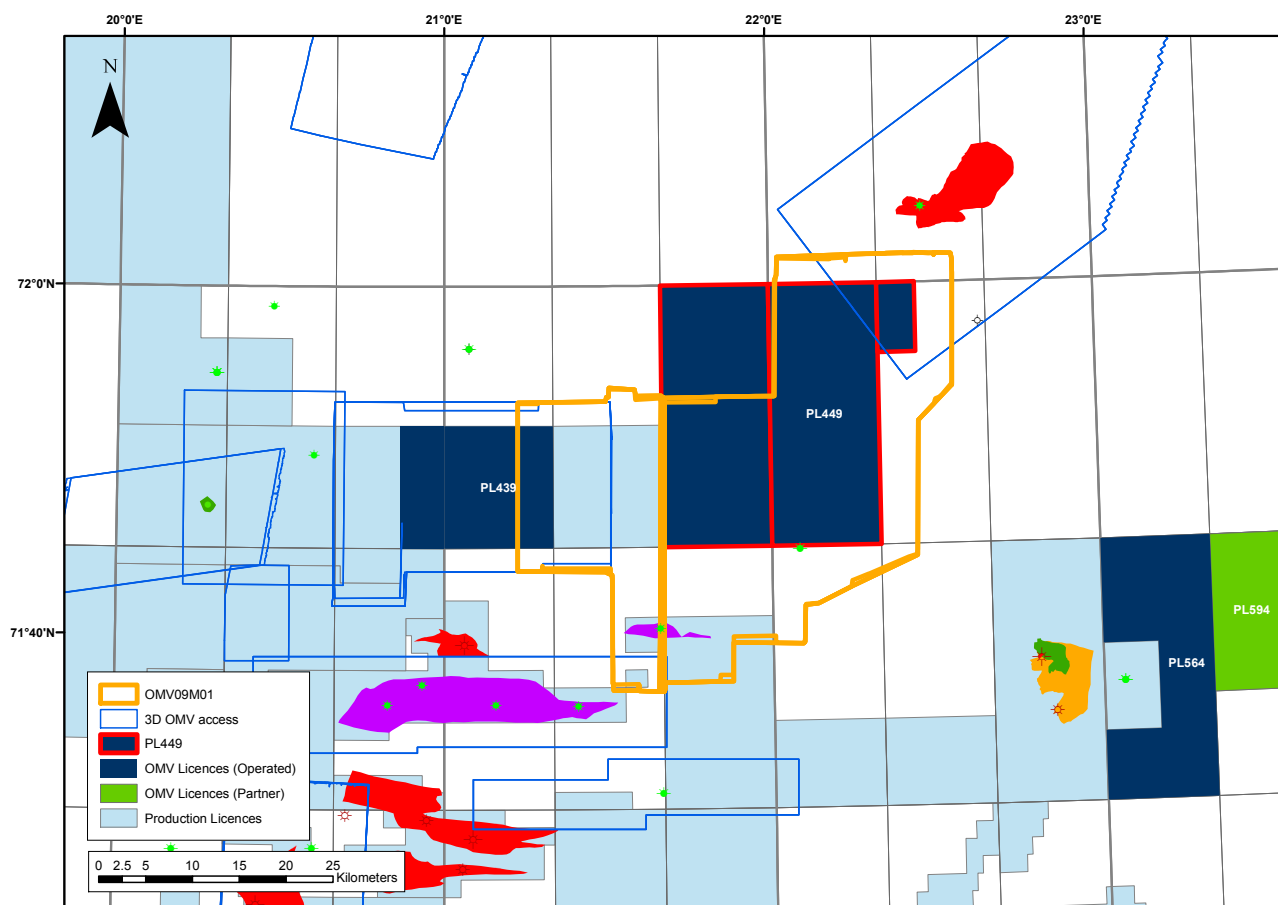 20°0'E 21°0'E 22°0'E 23°0'E
N
72°0'N
PL449
PL439
71°40'N
PL594
PL564
OMV09M01
3D OMV access
PL449
OMV Licences (Operated)
OMV Licences (Partner)
Production Licences
0 2.5 5 10 15 20 25
Kilometers